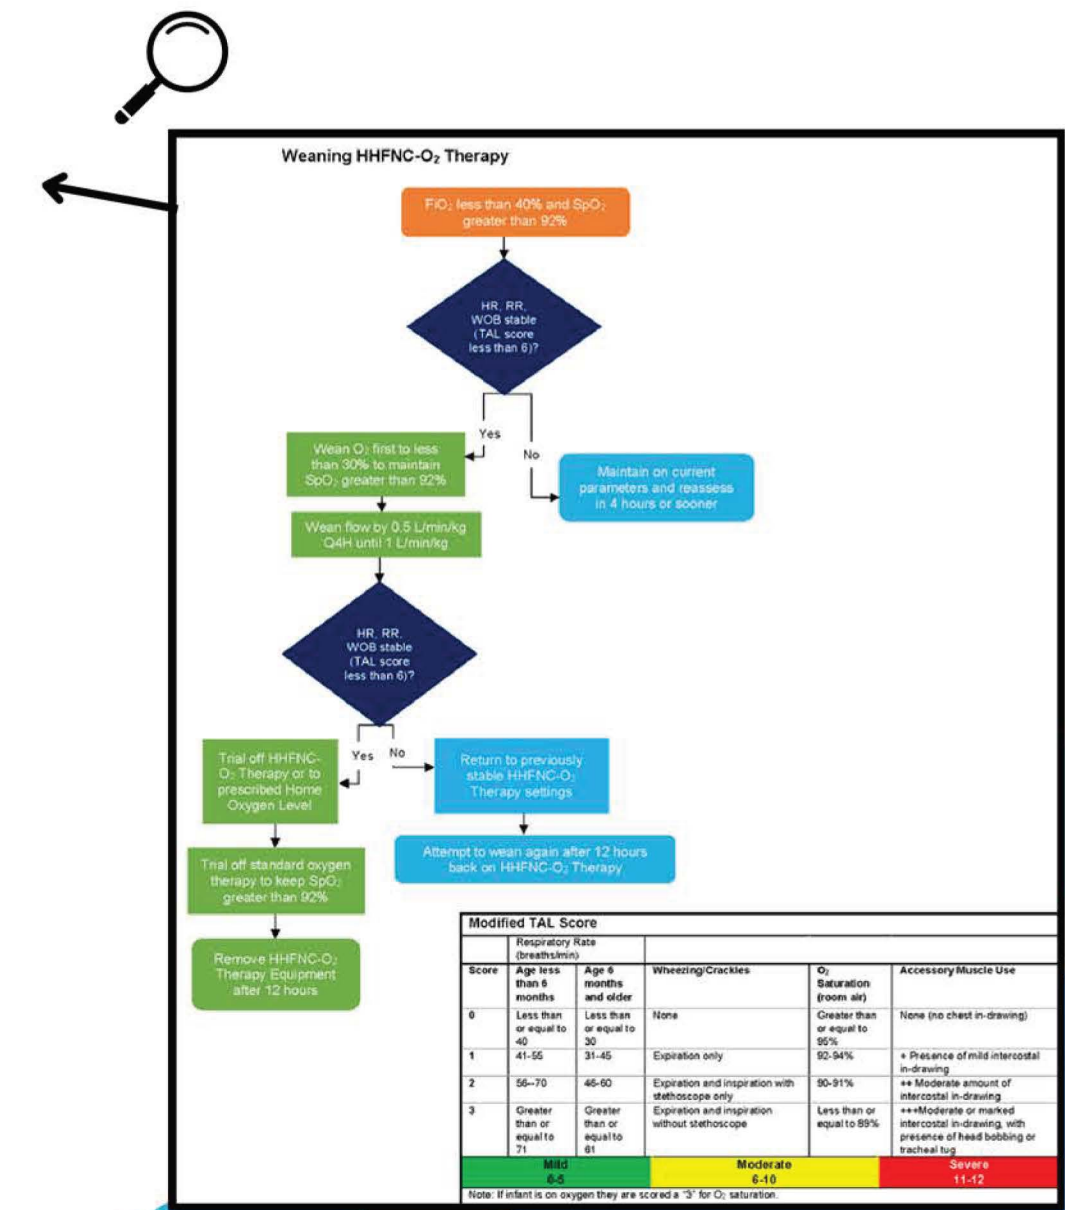 Weaning HHFNC-O₂ Therapy
FiO₂ less than 40% and SpO₂
greater than 92%
HR, RR,
WOB stable
(TAL score
less than 6)?
Yes
No
Wean O₂ first to less
than 30% to maintain
SpO₂ greater than 92%
Maintain on current
parameters and reassess
in 4 hours or sooner
Wean flow by 0.5 L/min/kg
Q4H until 1 L/min/kg
HR, RR,
WOB stable
(TAL score
less than 6)?
Yes
No
Trial off HHFNC-
O₂ Therapy or to
prescribed Home
Oxygen Level
Return to previously
stable HHFNC-O₂
Therapy settings
Trial off standard oxygen
therapy to keep SpO₂
greater than 92%
Attempt to wean again after 12 hours
back on HHFNC-O₂ Therapy
Remove HHFNC-O₂
Therapy Equipment
after 12 hours
Modified TAL Score
Respiratory Rate
(breaths/min)
Score Age less than 6 months Age 6 months and older Wheezing/Crackles O₂ Saturation (room air) Accessory Muscle Use
0 Less than or equal to 40 Less than or equal to 30 None Greater than or equal to 95% None (no chest in-drawing)
1 41-55 31-45 Expiration only 92-94% + Presence of mild intercostal in-drawing
2 56--70 46-60 Expiration and inspiration with stethoscope only 90-91% ++ Moderate amount of intercostal in-drawing
3 Greater than or equal to 71 Greater than or equal to 61 Expiration and inspiration without stethoscope Less than or equal to 89% +++Moderate or marked intercostal in-drawing, with presence of head bobbing or tracheal tug
Mild Moderate Severe
0-5 6-10 11-12
Note: If infant is on oxygen they are scored a "3" for O₂ saturation.